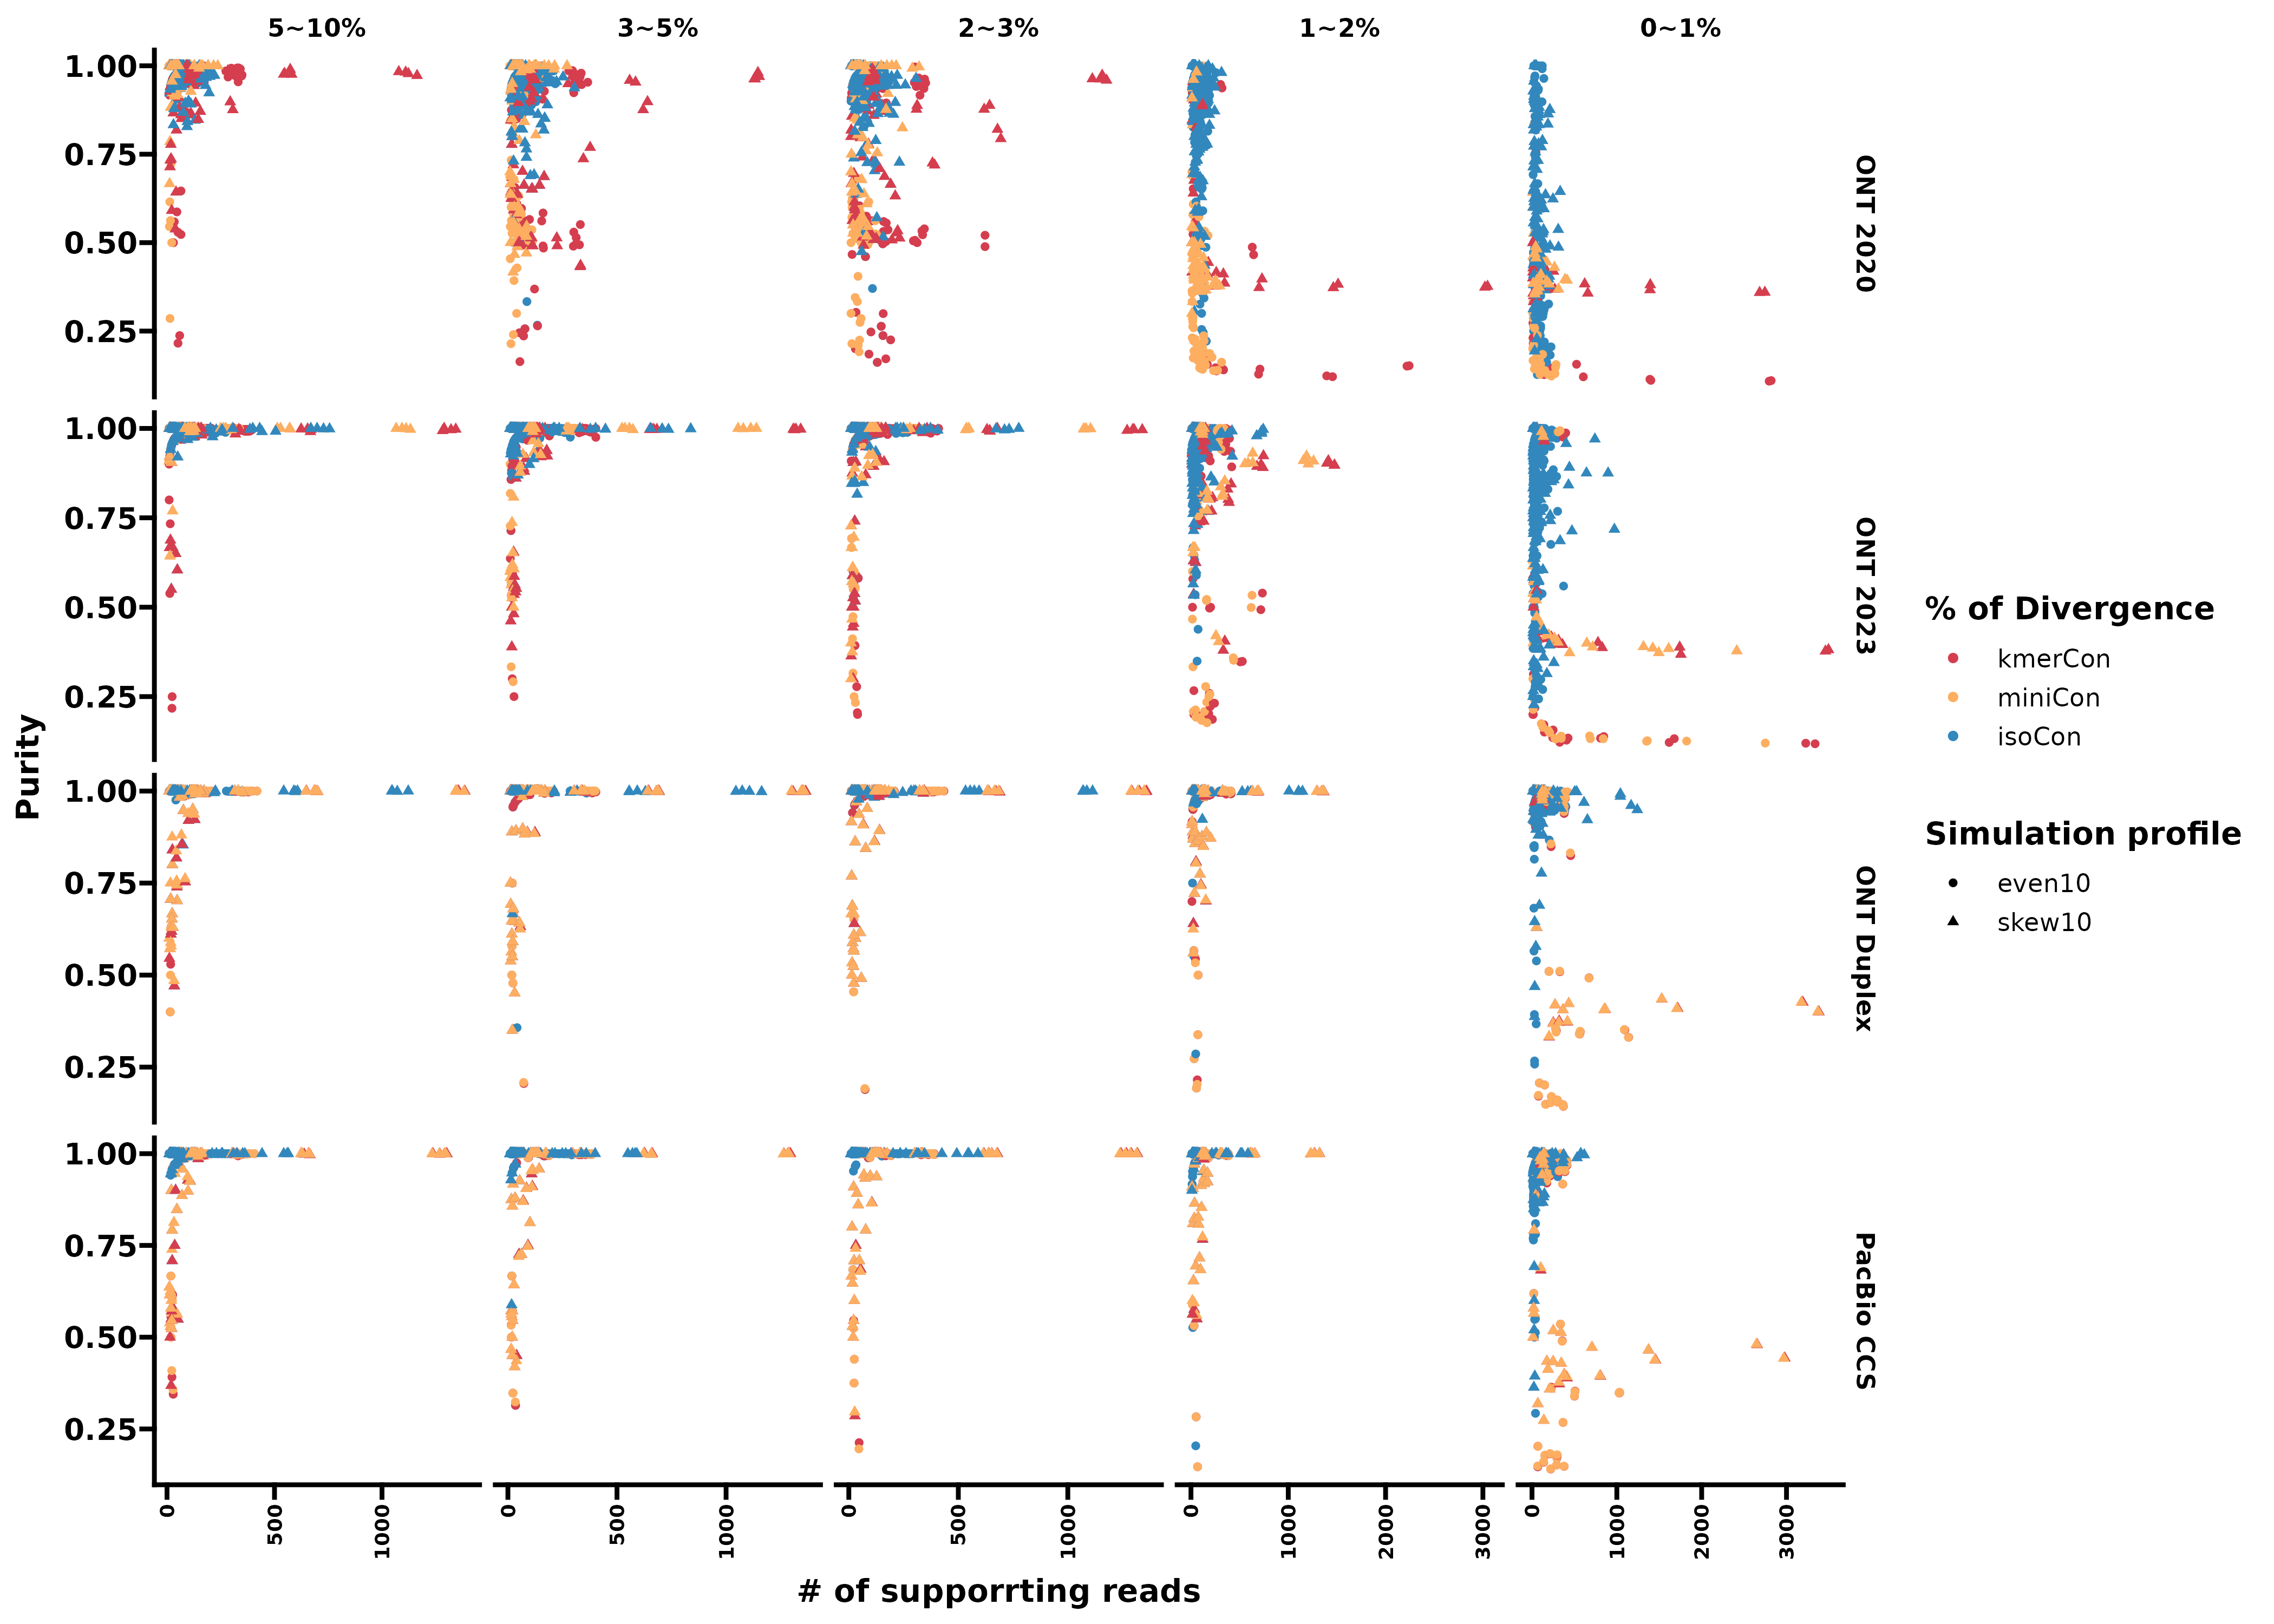 5~10%
3~5%
2~3%
1~2%
0~1%
1.00
0.75
0.50
0.25
ONT 2020
1.00
0.75
0.50
0.25
ONT 2023
1.00
0.75
0.50
0.25
ONT Duplex
1.00
0.75
0.50
0.25
PacBio CCS
Purity
0
500
1000
0
500
1000
0
500
1000
0
1000
2000
3000
0
1000
2000
3000
# of supporrting reads
% of Divergence
kmerCon
miniCon
isoCon
Simulation profile
even10
skew10